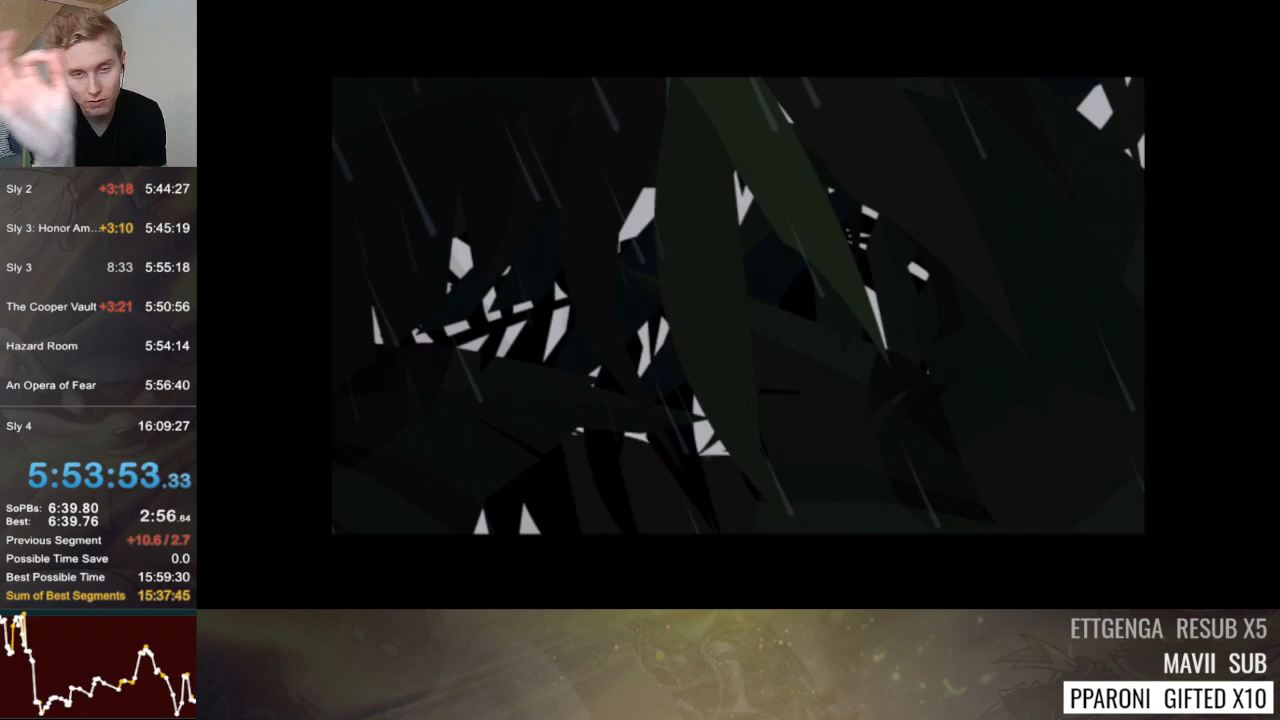 Sly 2 +3:18 5:44:27
Sly 3: Honor Am... +3:10 5:45:19
Sly 3 8:33 5:55:18
The Cooper Vault +3:21 5:50:56
Hazard Room 5:54:14
An Opera of Fear 5:56:40
Sly 4 16:09:27
5:53:53.33
SoPBs: 6:39.80
Best: 6:39.76
2:56.64
Previous Segment +10.6 / 2.7
Possible Time Save 0.0
Best Possible Time 15:59:30
Sum of Best Segments 15:37:45
ETTGENGA RESUB X5
MAVII SUB
PPARONI GIFTED X10